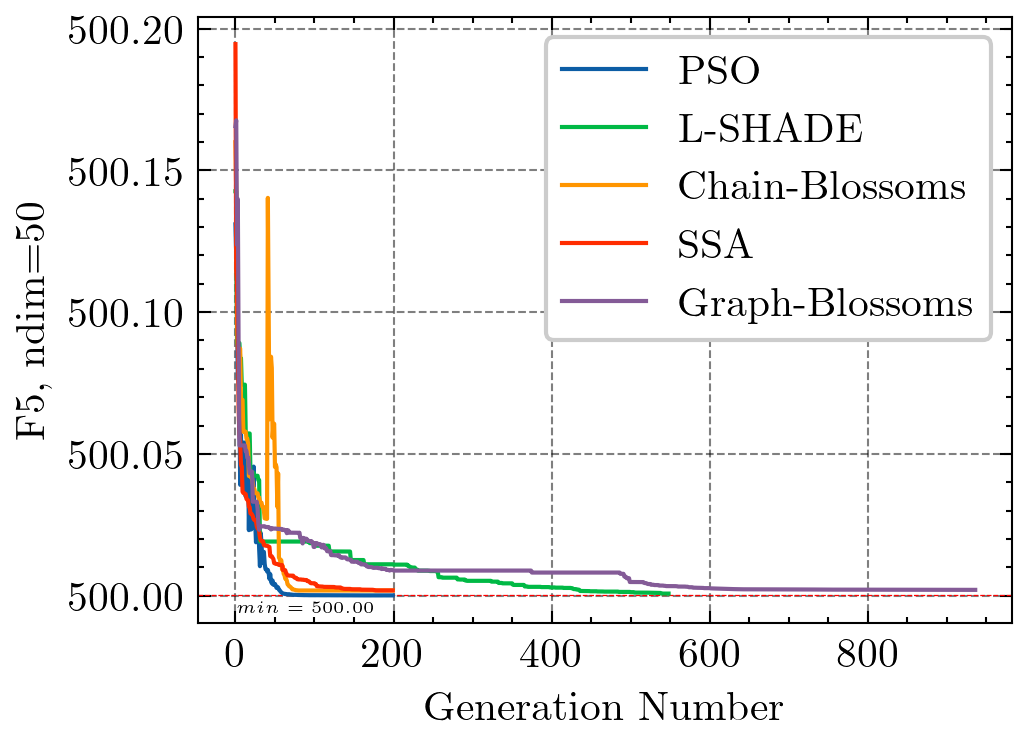 500.20
500.15
500.10
500.05
500.00
F5, ndim=50
PSO
L-SHADE
Chain-Blossoms
SSA
Graph-Blossoms
min = 500.00
0
200
400
600
800
Generation Number